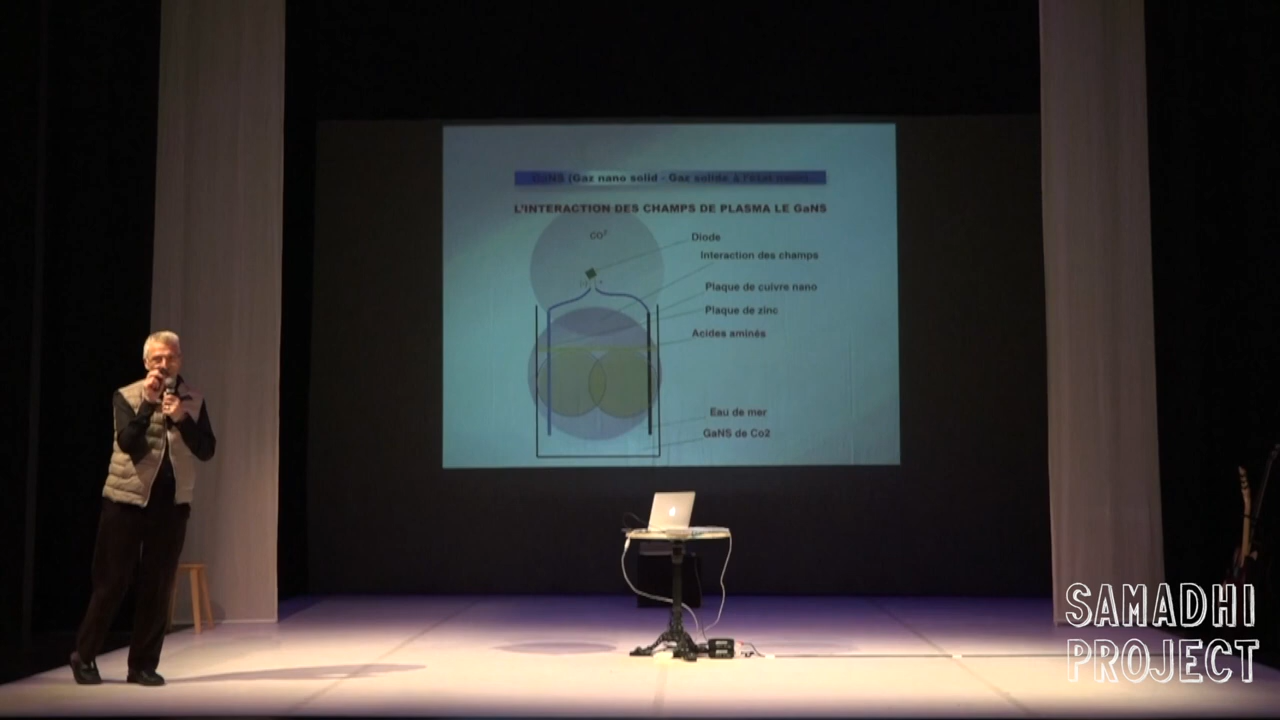 GaNS (Gaz nano solid - Gaz solide à l'état nano)
L'INTERACTION DES CHAMPS DE PLASMA LE GaNS
CO²
Diode
Interaction des champs
Plaque de cuivre nano
Plaque de zinc
Acides aminés
Eau de mer
GaNS de Co2
SAMADHI
PROJECT